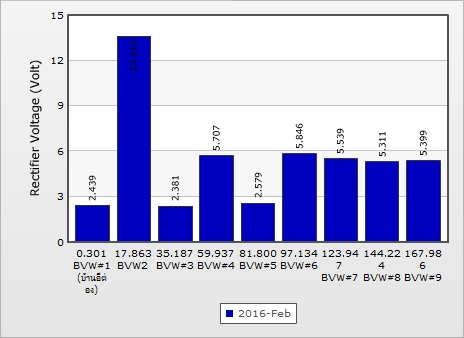 Rectifier Voltage (Volt)
15
12
9
6
3
0
2.439
2.381
5.707
2.579
5.846
5.539
5.311
5.399
0.301 17.863 35.187 59.937 81.800 97.134 123.94 144.22 167.98
BVW#1 BVW2 BVW#3 BVW#4 BVW#5 BVW#6 7 4 6
(บ้านอีต่ BVW#7 BVW#8 BVW#9
อง)
2016-Feb